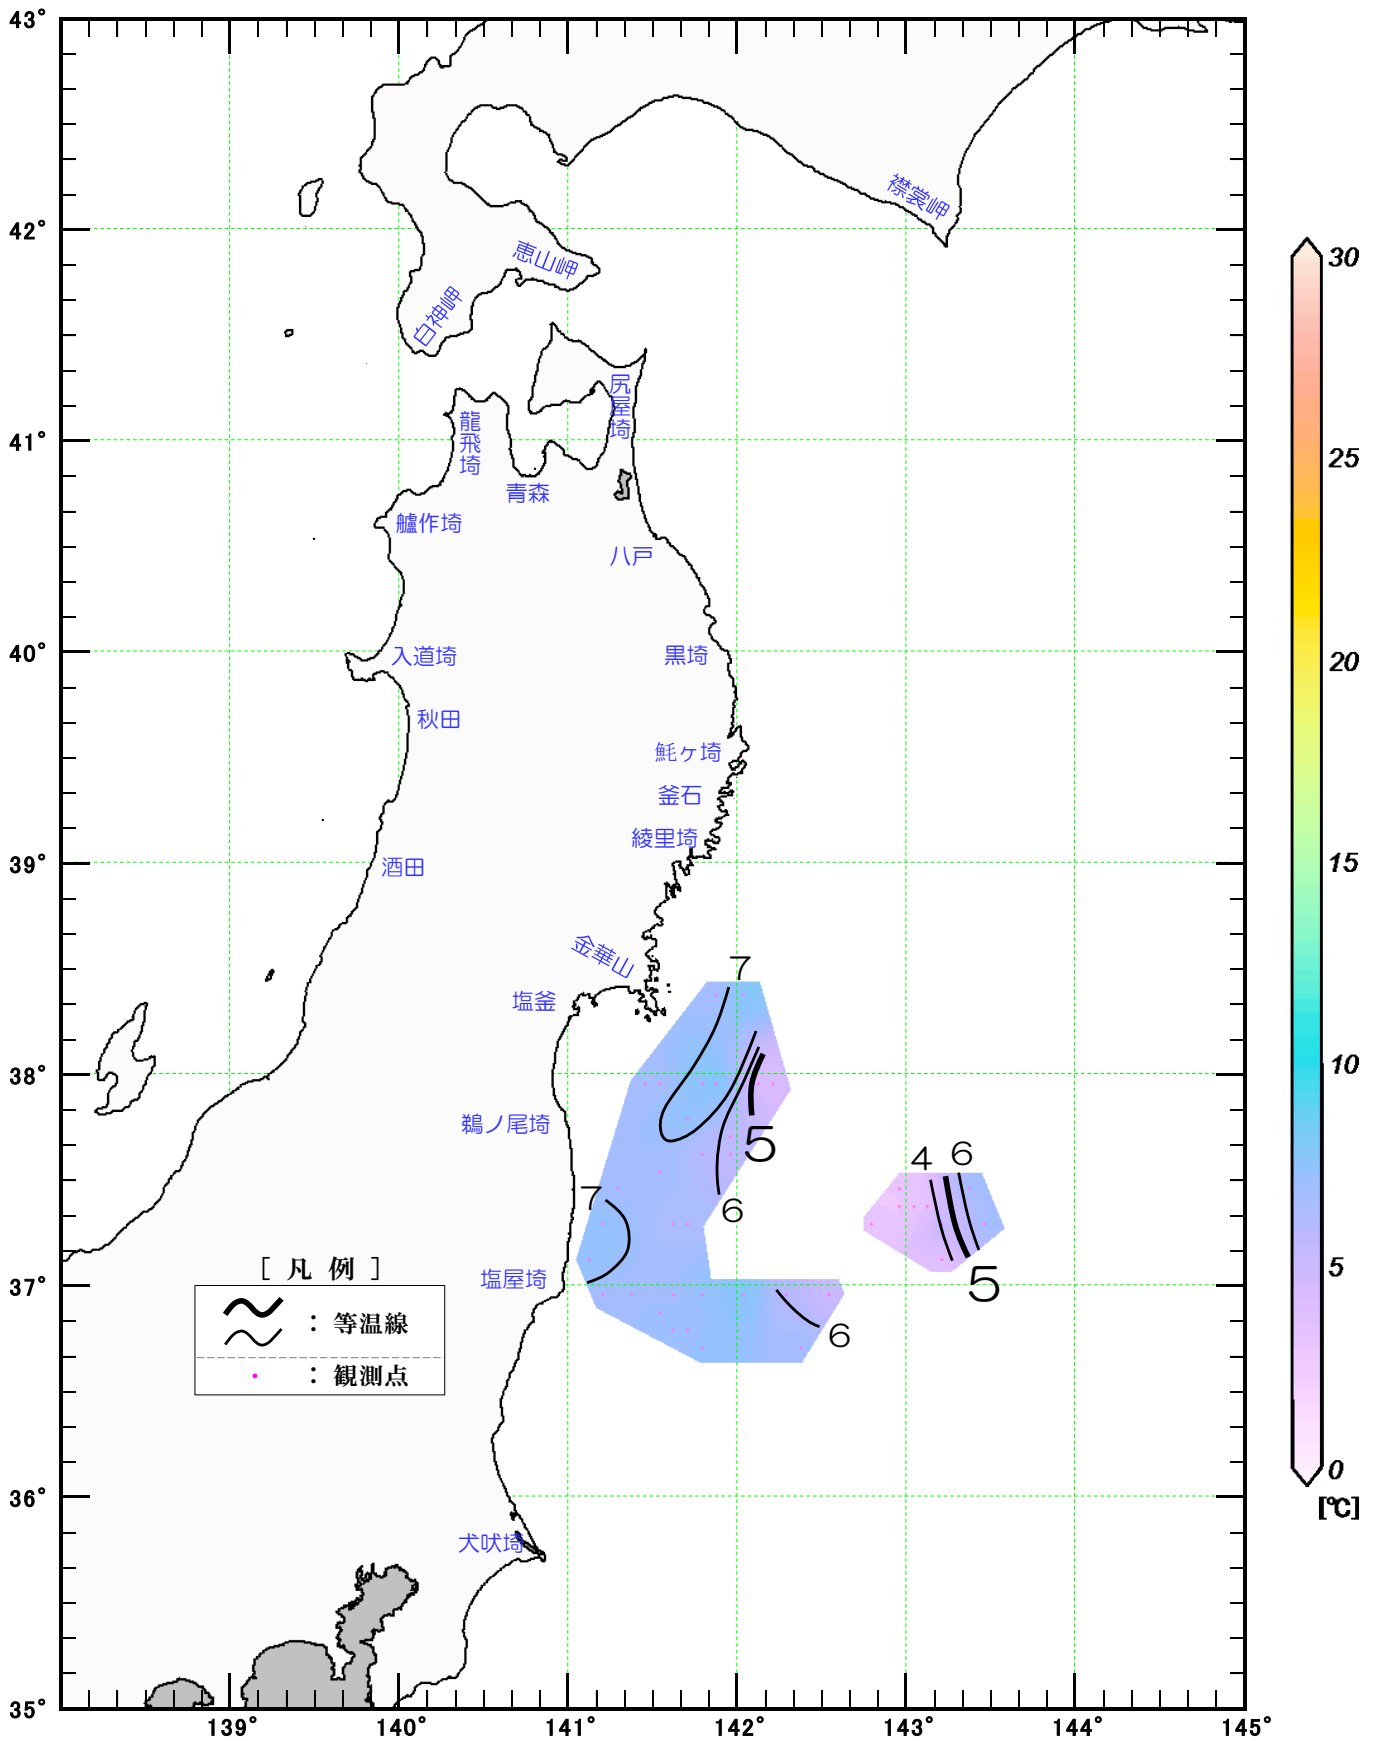 43°
42°
41°
40°
39°
38°
37°
36°
35°
139°
140°
141°
142°
143°
144°
145°
襟裳岬
恵山岬
白神岬
尻屋埼
龍飛埼
青森
艫作埼
八戸
入道埼
黒埼
秋田
魹ヶ埼
釜石
綾里埼
酒田
金華山
塩釜
鵜ノ尾埼
塩屋埼
犬吠埼
7
5
6
7
6
4
6
5
[ 凡 例 ]
: 等温線
: 観測点
30
25
20
15
10
5
0
[℃]